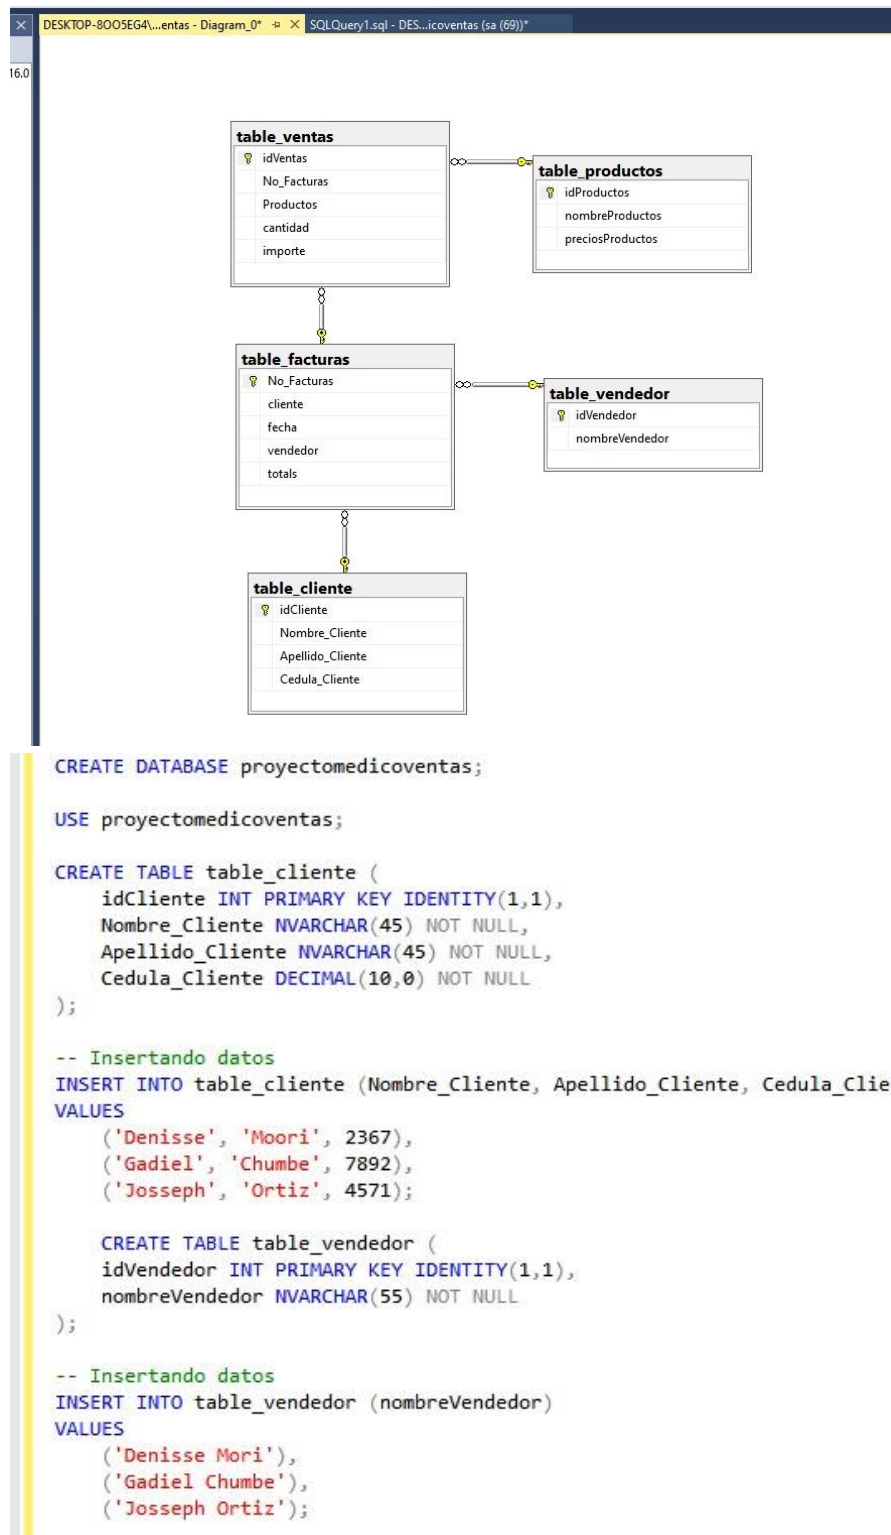 DESKTOP-8OO5EG4\...entas - Diagram_0*
SQLQuery1.sql - DES...icoventas (sa (69))*
16.0
table_ventas
idVentas
No_Facturas
Productos
cantidad
importe
table_productos
idProductos
nombreProductos
preciosProductos
table_facturas
No_Facturas
cliente
fecha
vendedor
totals
table_vendedor
idVendedor
nombreVendedor
table_cliente
idCliente
Nombre_Cliente
Apellido_Cliente
Cedula_Cliente
CREATE DATABASE proyectomedicoventas;
USE proyectomedicoventas;
CREATE TABLE table_cliente (
idCliente INT PRIMARY KEY IDENTITY(1,1),
Nombre_Cliente NVARCHAR(45) NOT NULL,
Apellido_Cliente NVARCHAR(45) NOT NULL,
Cedula_Cliente DECIMAL(10,0) NOT NULL
);
-- Insertando datos
INSERT INTO table_cliente (Nombre_Cliente, Apellido_Cliente, Cedula_Clie
VALUES
('Denisse', 'Moori', 2367),
('Gadiel', 'Chumbe', 7892),
('Josseph', 'Ortiz', 4571);
CREATE TABLE table_vendedor (
idVendedor INT PRIMARY KEY IDENTITY(1,1),
nombreVendedor NVARCHAR(55) NOT NULL
);
-- Insertando datos
INSERT INTO table_vendedor (nombreVendedor)
VALUES
('Denisse Mori'),
('Gadiel Chumbe'),
('Josseph Ortiz');